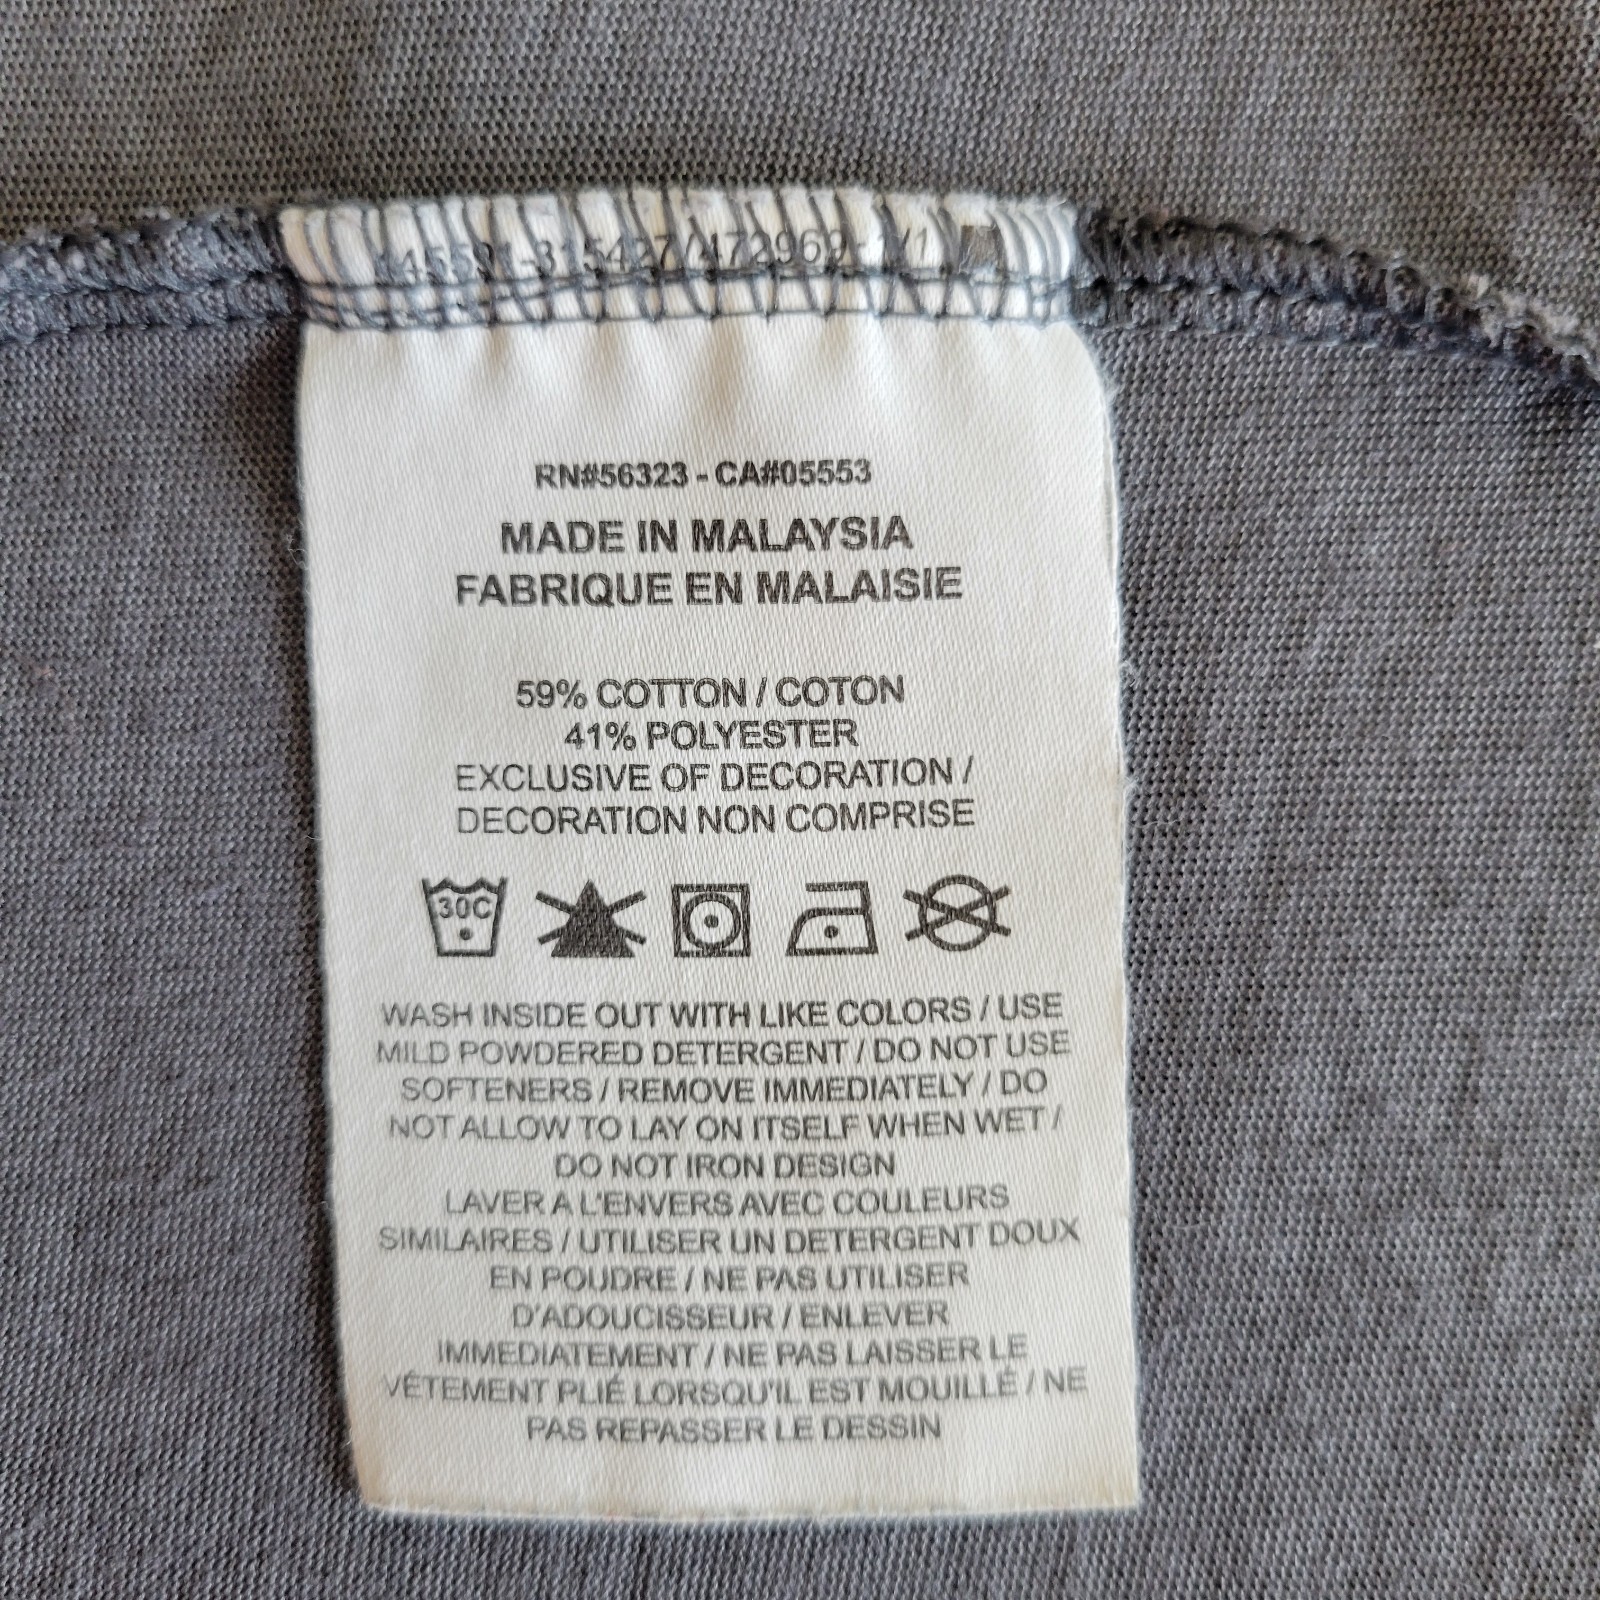 RN#56323 - CA#05553
MADE IN MALAYSIA
FABRIQUE EN MALAISIE
59% COTTON / COTON
41% POLYESTER
EXCLUSIVE OF DECORATION /
DECORATION NON COMPRISE
30C
WASH INSIDE OUT WITH LIKE COLORS / USE
MILD POWDERED DETERGENT / DO NOT USE
SOFTENERS / REMOVE IMMEDIATELY / DO
NOT ALLOW TO LAY ON ITSELF WHEN WET /
DO NOT IRON DESIGN
LAVER A L'ENVERS AVEC COULEURS
SIMILAIRES / UTILISER UN DETERGENT DOUX
EN POUDRE / NE PAS UTILISER
D'ADOUCISSEUR / ENLEVER
IMMEDIATEMENT / NE PAS LAISSER LE
VÉTEMENT PLIÉ LORSQU'IL EST MOUILLÉ / NE
PAS REPASSER LE DESSIN